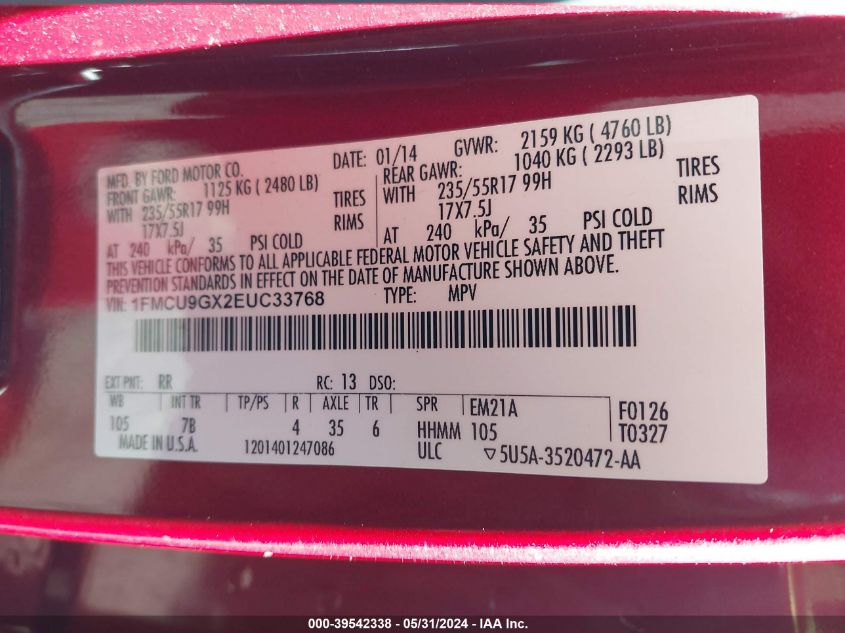 MFD. BY FORD MOTOR CO. DATE: 01/14 GVWR: 2159 KG ( 4760 LB)
FRONT GAWR: 1125 KG ( 2480 LB) REAR GAWR: 1040 KG ( 2293 LB)
WITH 235/55R17 99H TIRES WITH 235/55R17 99H TIRES
17X7.5J RIMS 17X7.5J RIMS
AT 240 kPa/ 35 PSI COLD AT 240 kPa/ 35 PSI COLD
THIS VEHICLE CONFORMS TO ALL APPLICABLE FEDERAL MOTOR VEHICLE SAFETY AND THEFT
PREVENTION STANDARDS IN EFFECT ON THE DATE OF MANUFACTURE SHOWN ABOVE.
VIN: 1FMCU9GX2EUC33768 TYPE: MPV
EXT PNT: RR RC: 13 DSO:
WB INT TR TP/PS R AXLE TR SPR EM21A F0126
105 7B 4 35 6 HHMM 105 T0327
MADE IN U.S.A. 1201401247086 ULC ▽5U5A-3520472-AA
000-39542338 - 05/31/2024 - IAA Inc.